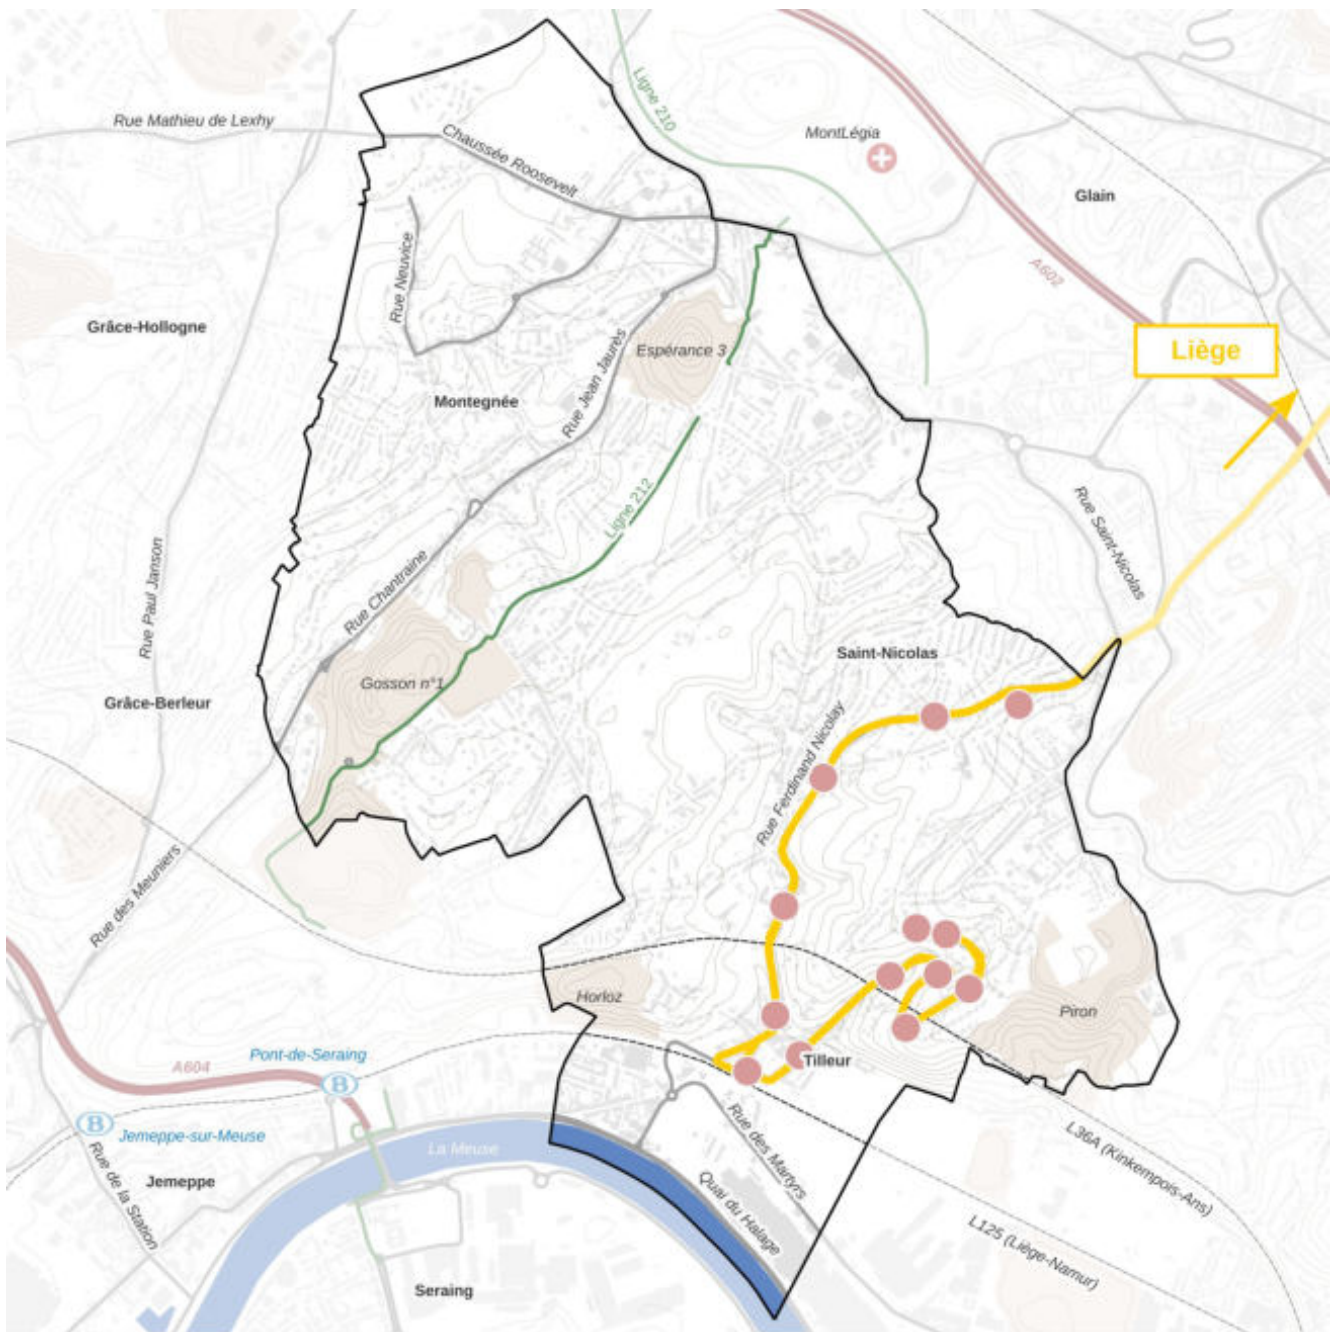 Ligne 210
Rue Mathieu de Lexhy
Chaussée Roosevelt
MontLégia
Glain
A602
Rue Neuvice
Grâce-Hollogne
Espérance 3
Liège
Rue Jean Jaurès
Montegnée
Ligne 212
Rue Saint-Nicolas
Rue Paul Janson
Rue Chantraine
Saint-Nicolas
Gosson n°1
Grâce-Berleur
Rue Ferdinand Nicolay
Rue des Meuniers
Horloz
Piron
Pont-de-Seraing
A604
B
Tilleur
B
Jemeppe-sur-Meuse
La Meuse
Rue des Martyrs
L36A (Kinkempois-Ans)
Rue de la Station
Jemeppe
Quai du Halage
L125 (Liège-Namur)
Seraing